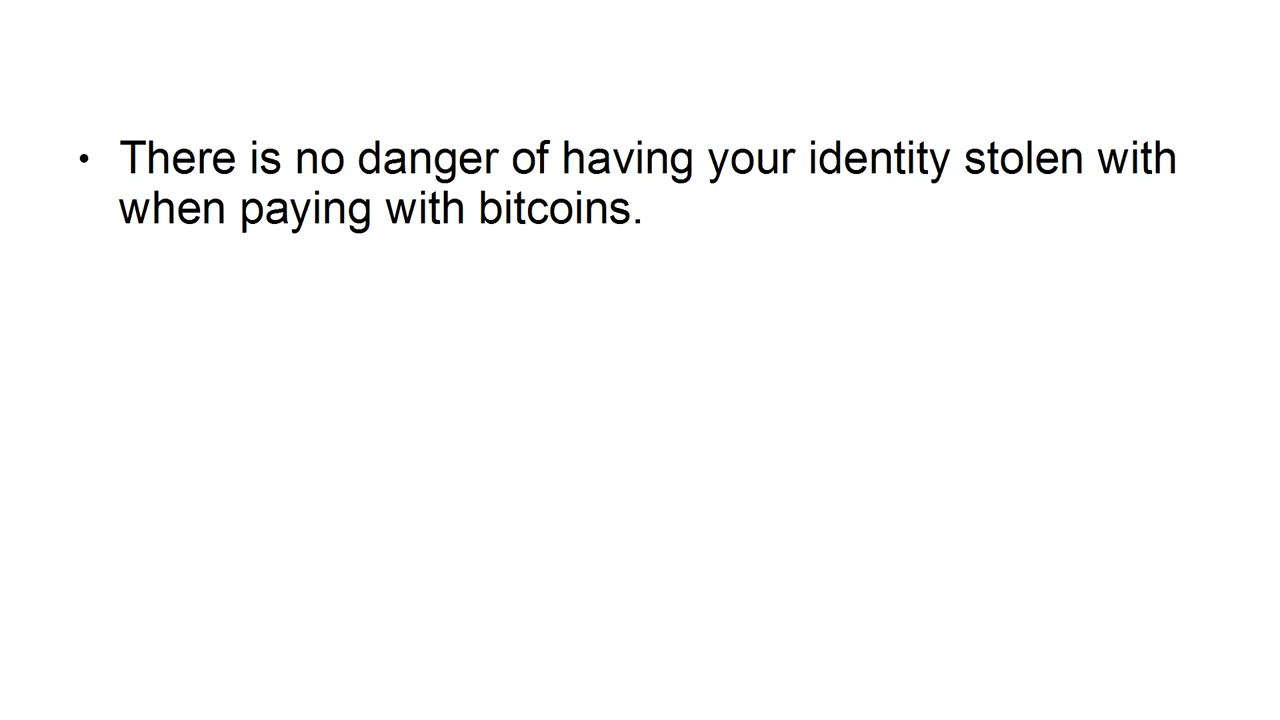 • There is no danger of having your identity stolen with
when paying with bitcoins.